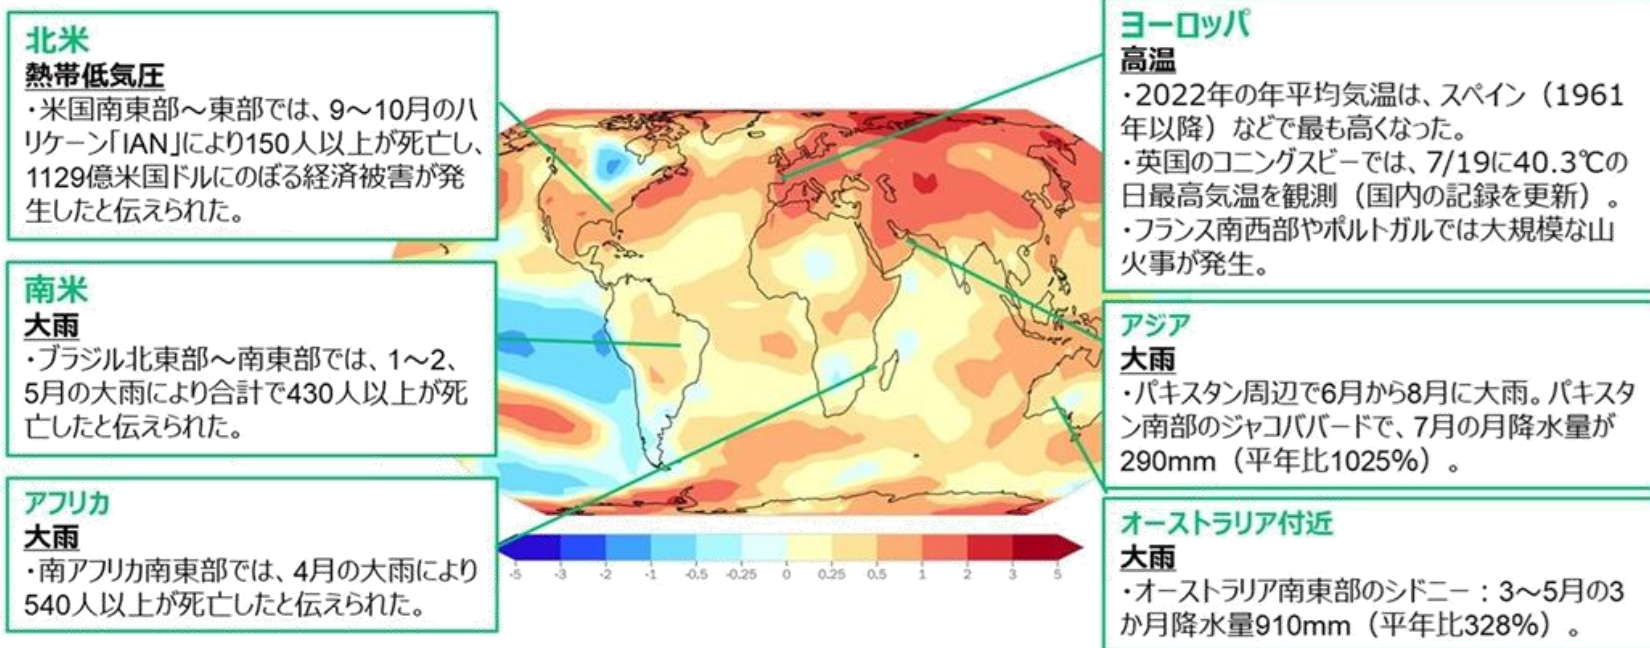 北米
熱帯低気圧
・米国南東部～東部では、9～10月のハ
リケーン「IAN」により150人以上が死亡し、
1129億米国ドルにのぼる経済被害が発
生したと伝えられた。
南米
大雨
・ブラジル北東部～南東部では、1～2、
5月の大雨により合計で430人以上が死
亡したと伝えられた。
アフリカ
大雨
・南アフリカ南東部では、4月の大雨により
540人以上が死亡したと伝えられた。
-5 -3 -2 -1 -0.5 -0.25 0 0.25 0.5 1 2 3 5
ヨーロッパ
高温
・2022年の年平均気温は、スペイン（1961
年以降）などで最も高くなった。
・英国のコニングスビーでは、7/19に40.3℃の
日最高気温を観測（国内の記録を更新）。
・フランス南西部やポルトガルでは大規模な山
火事が発生。
アジア
大雨
・パキスタン周辺で6月から8月に大雨。パキスタ
ン南部のジャコババードで、7月の月降水量が
290mm（平年比1025%）。
オーストラリア付近
大雨
・オーストラリア南東部のシドニー：3～5月の3
か月降水量910mm（平年比328%）。